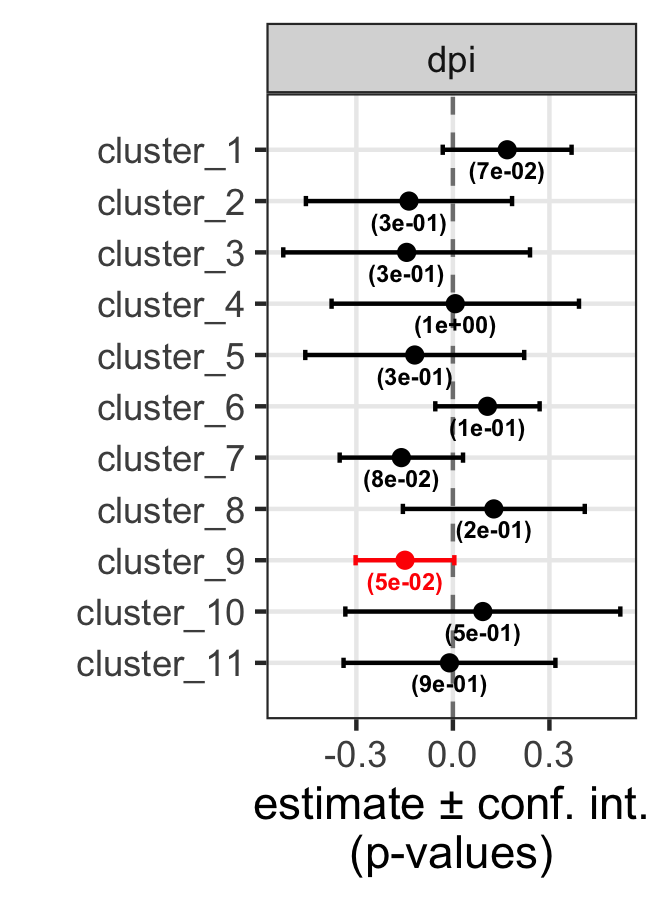 dpi
cluster_1
(7e-02)
cluster_2
(3e-01)
cluster_3
(3e-01)
cluster_4
(1e+00)
cluster_5
(3e-01)
cluster_6
(1e-01)
cluster_7
(8e-02)
cluster_8
(2e-01)
cluster_9
(5e-02)
cluster_10
(5e-01)
cluster_11
(9e-01)
-0.3 0.0 0.3
estimate ± conf. int.
(p-values)